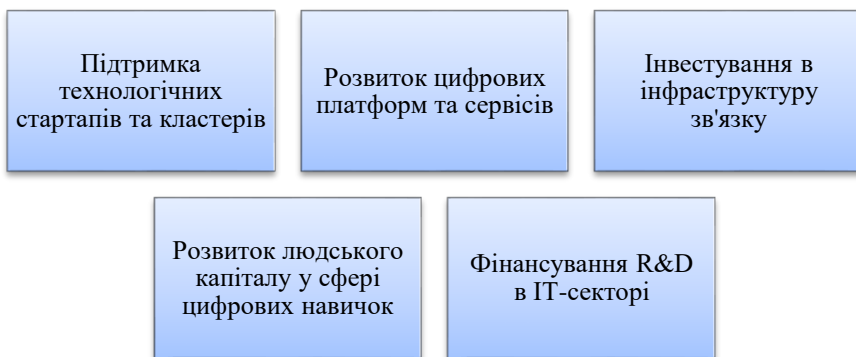 Підтримка
технологічних
стартапів та кластерів
Розвиток цифрових
платформ та сервісів
Інвестування в
інфраструктуру
зв'язку
Розвиток людського
капіталу у сфері
цифрових навичок
Фінансування R&D
в ІТ-секторі